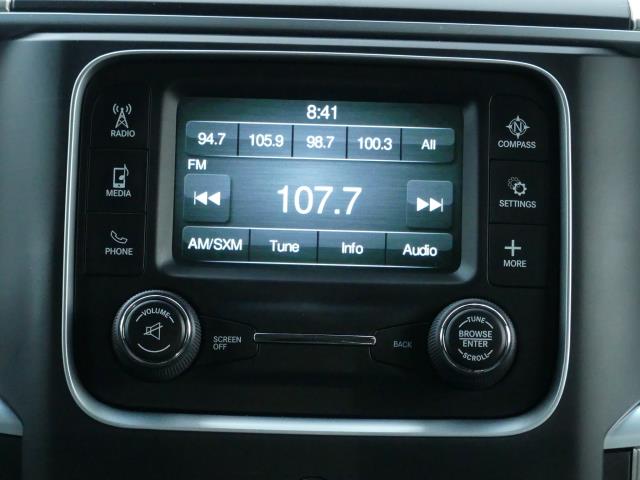 8:41
94.7 105.9 98.7 100.3 All
FM
107.7
AM/SXM Tune Info Audio
RADIO
MEDIA
PHONE
N
COMPASS
SETTINGS
MORE
VOLUME
SCREEN
OFF
BACK
TUNE
BROWSE
ENTER
SCROLL